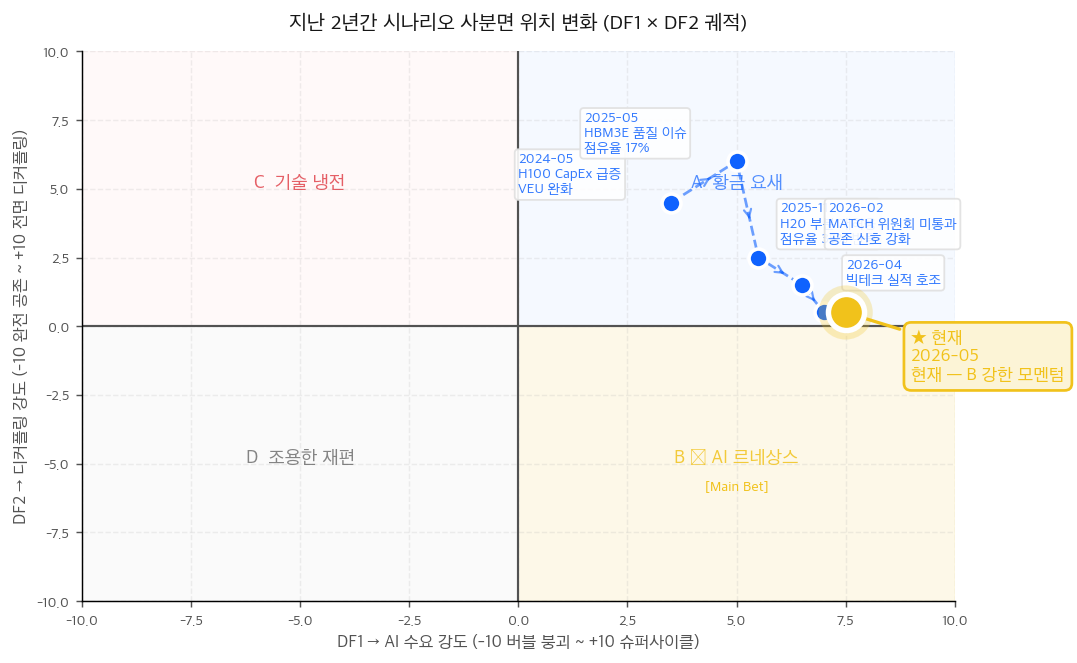 지난 2년간 시나리오 사분면 위치 변화 (DF1 × DF2 궤적)
DF2 → 디커플링 강도 (-10 완전 공존 ~ +10 전면 디커플링)
10.0
7.5
5.0
2.5
0.0
-2.5
-5.0
-7.5
-10.0
C 기술 냉전
A 황금 요새
2025-05
HBM3E 품질 이슈
점유율 17%
2024-05
H100 CapEx 급증
VEU 완화
2025-1
H20 부
점유율
2026-02
MATCH 위원회 미통과
공존 신호 강화
2026-04
빅테크 실적 호조
★ 현재
2026-05
현재 — B 강한 모멘텀
D 조용한 재편
B AI 르네상스
[Main Bet]
-10.0 -7.5 -5.0 -2.5 0.0 2.5 5.0 7.5 10.0
DF1 → AI 수요 강도 (-10 버블 붕괴 ~ +10 슈퍼사이클)